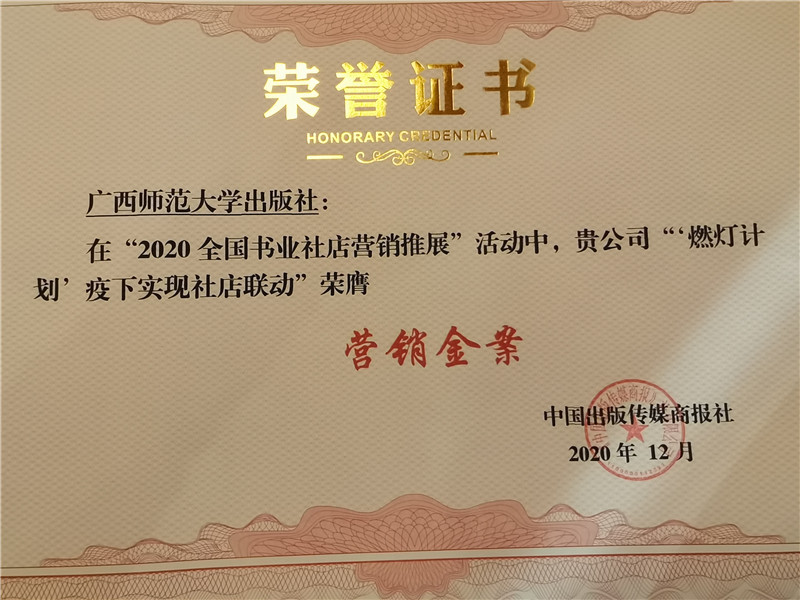 荣誉证书
HONORARY CREDENTIAL
广西师范大学出版社：
在“2020 全国书业社店营销推展”活动中，贵公司“‘燃灯计
划’疫下实现社店联动”荣膺
营销金案
中国出版传媒商报社
2020 年 12 月